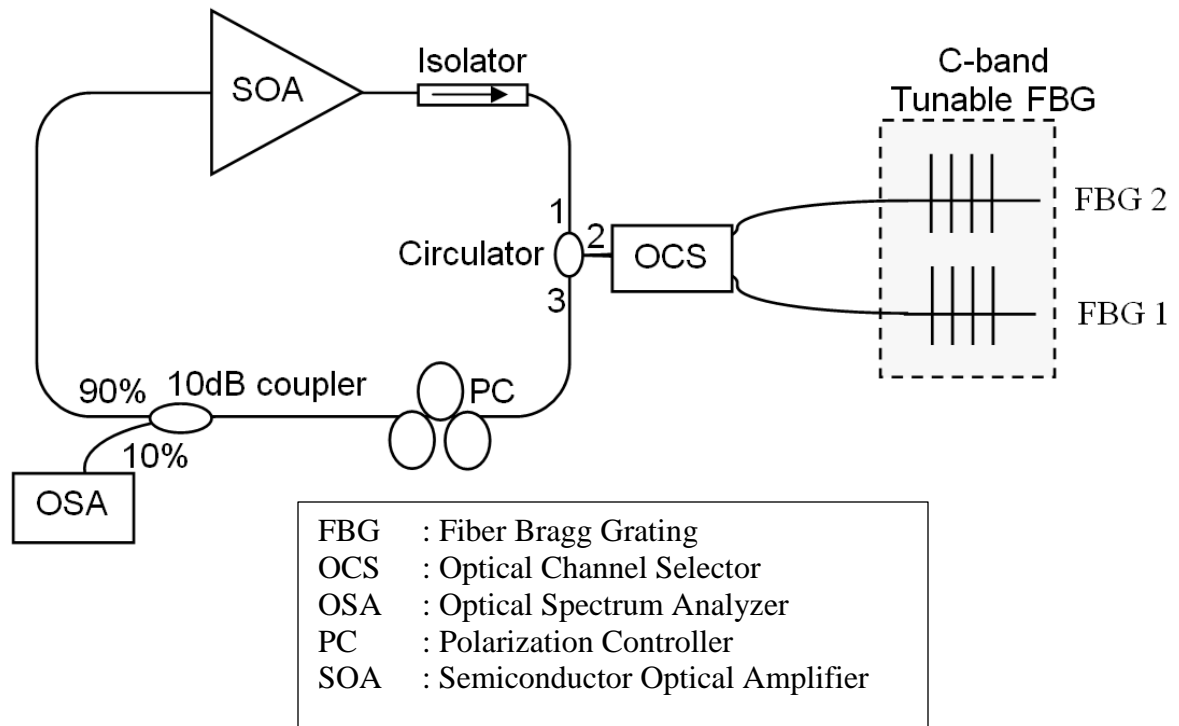 SOA
Isolator
C-band
Tunable FBG
FBG 2
1
2
Circulator
OCS
3
FBG 1
90%
10dB coupler
PC
10%
OSA
FBG : Fiber Bragg Grating
OCS : Optical Channel Selector
OSA : Optical Spectrum Analyzer
PC : Polarization Controller
SOA : Semiconductor Optical Amplifier